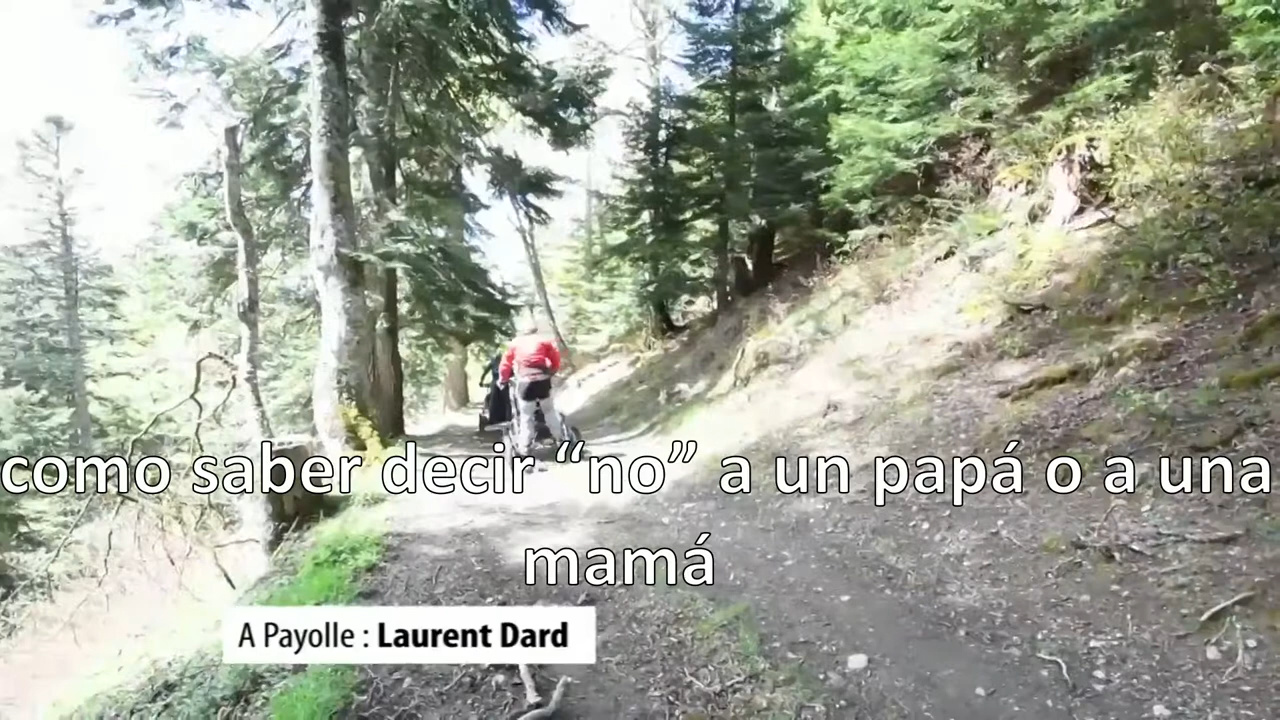 como saber decir “no” a un papá o a una
mamá
A Payolle : Laurent Dard